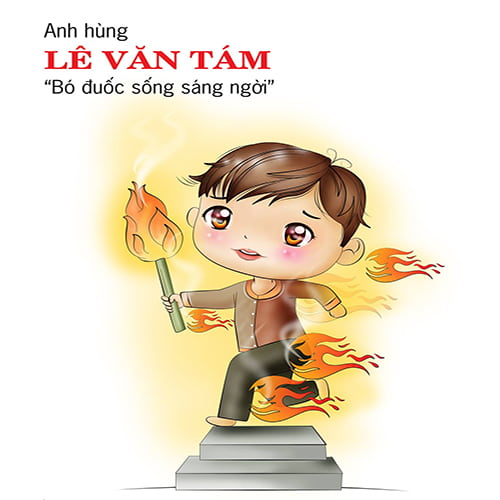 Anh hùng
LÊ VĂN TÁM
“Bó đuốc sống sáng ngời”